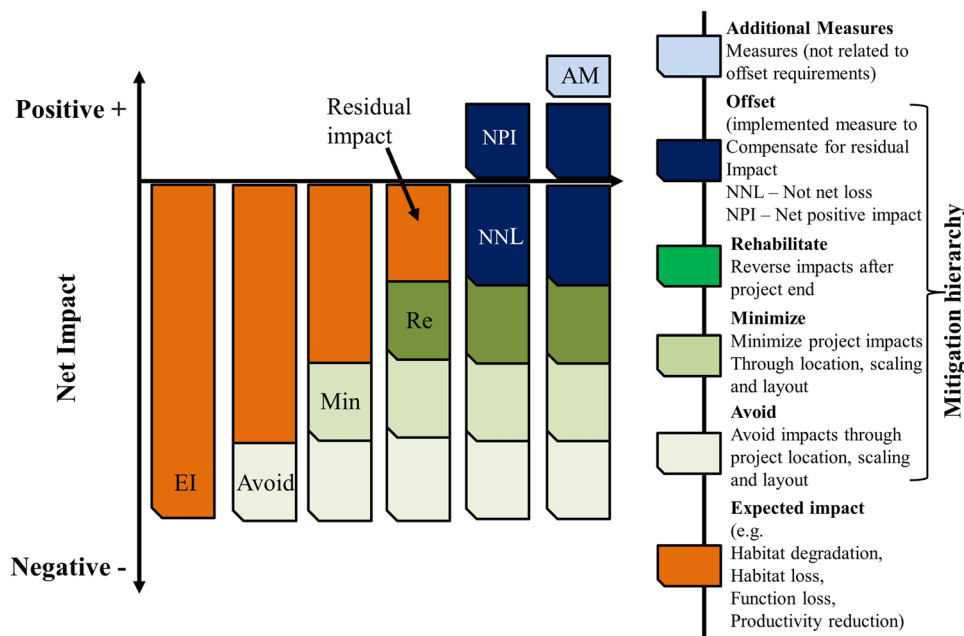 Positive +
Net Impact
Negative -
Residual
impact
EI
Avoid
Min
Re
NNL
NPI
AM
Additional Measures
Measures (not related to
offset requirements)
Offset
(implemented measure to
Compensate for residual
Impact
NNL – Not net loss
NPI – Net positive impact
Rehabilitate
Reverse impacts after
project end
Minimize
Minimize project impacts
Through location, scaling
and layout
Avoid
Avoid impacts through
project location, scaling
and layout
Expected impact
(e.g.
Habitat degradation,
Habitat loss,
Function loss,
Productivity reduction)
Mitigation hierarchy